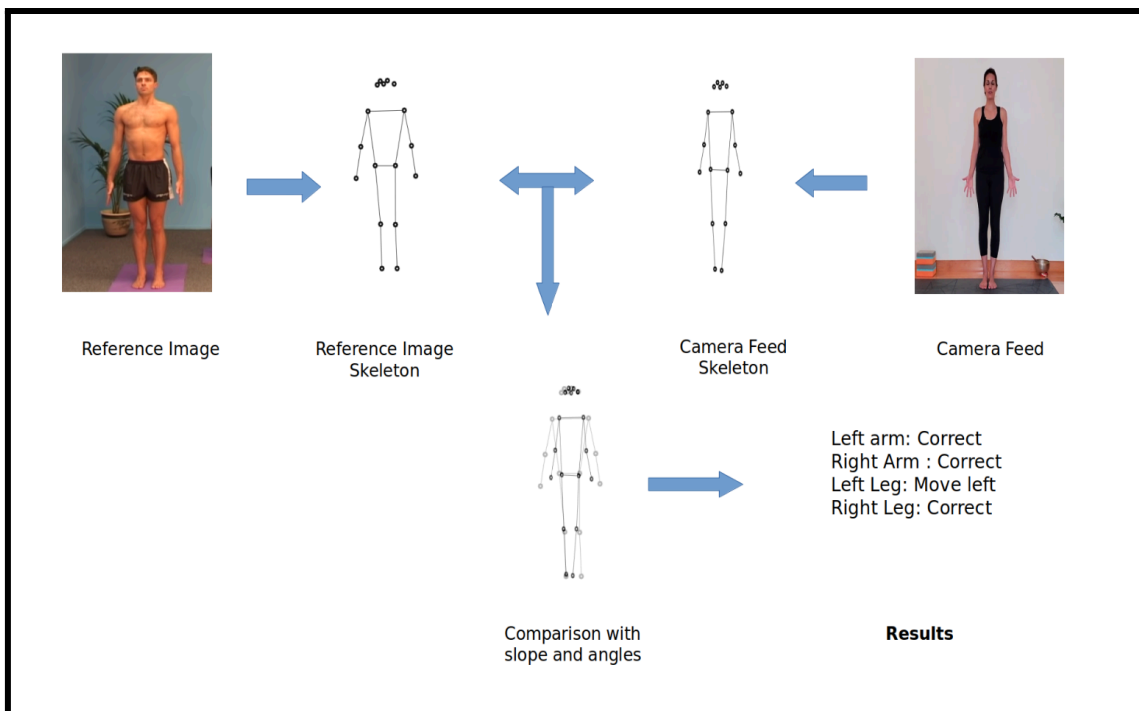 Reference Image
Reference Image
Skeleton
Camera Feed
Skeleton
Camera Feed
Left arm: Correct
Right Arm : Correct
Left Leg: Move left
Right Leg: Correct
Comparison with
slope and angles
Results